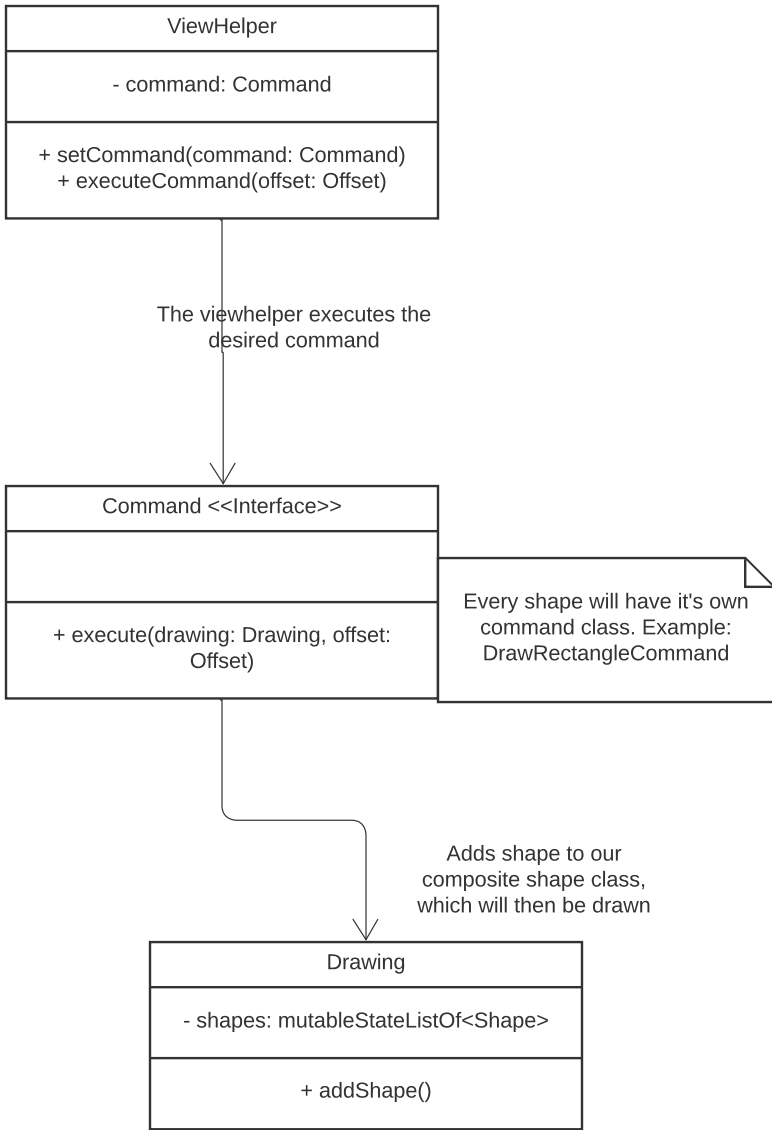 ViewHelper
- command: Command
+ setCommand(command: Command)
+ executeCommand(offset: Offset)
The viewhelper executes the
desired command
Command <<Interface>>
+ execute(drawing: Drawing, offset:
Offset)
Every shape will have it's own
command class. Example:
DrawRectangleCommand
Adds shape to our
composite shape class,
which will then be drawn
Drawing
- shapes: mutableStateListOf<Shape>
+ addShape()